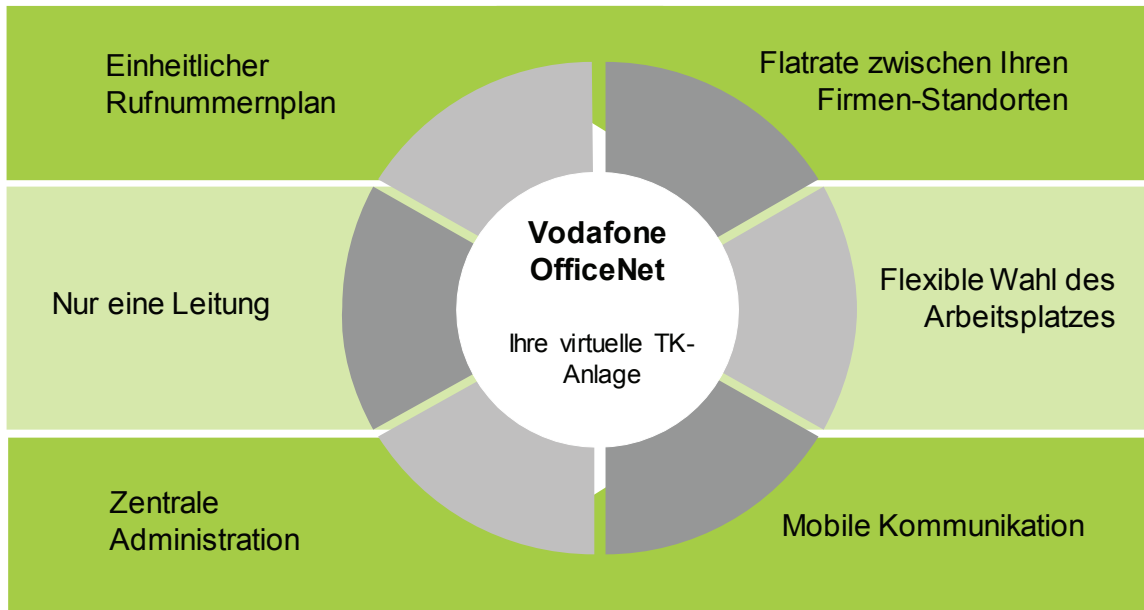 Einheitlicher
Rufnummernplan
Flatrate zwischen Ihren
Firmen-Standorten
Nur eine Leitung
Vodafone
OfficeNet
Ihre virtuelle TK-
Anlage
Flexible Wahl des
Arbeitsplatzes
Zentrale
Administration
Mobile Kommunikation